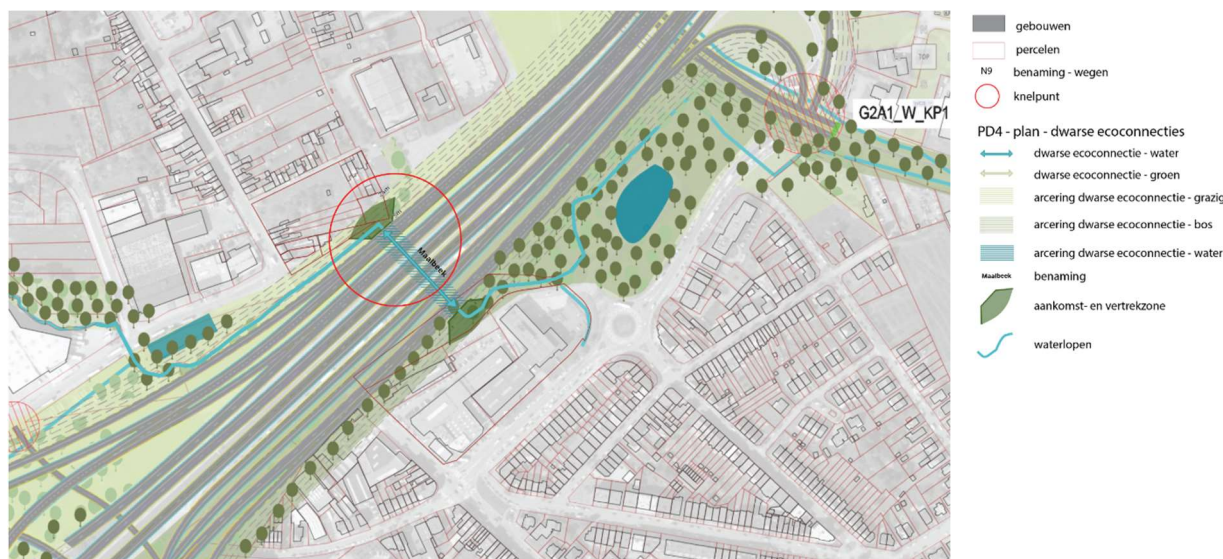 TOP
G2A1_W_KP1
Maalbeek
gebouwen
percelen
N9 benaming - wegen
knelpunt
PD4 - plan - dwarse ecoconnecties
dwarse ecoconnectie - water
dwarse ecoconnectie - groen
arcering dwarse ecoconnectie - grazig
arcering dwarse ecoconnectie - bos
arcering dwarse ecoconnectie - water
Maalbeek benaming
aankomst- en vertrekzone
waterlopen